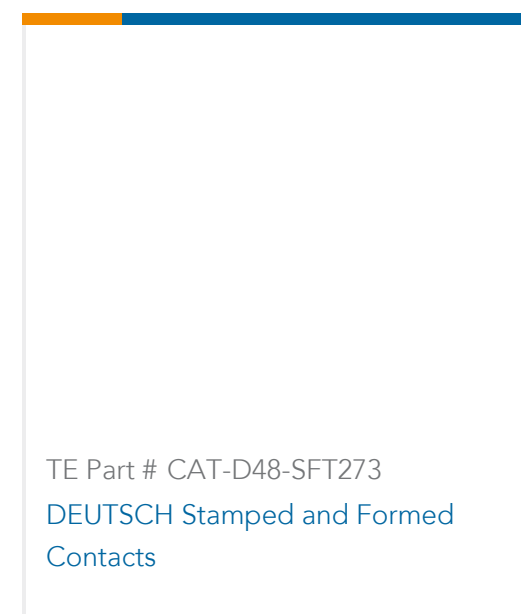 TE Part # CAT-D48-SFT273
DEUTSCH Stamped and Formed
Contacts